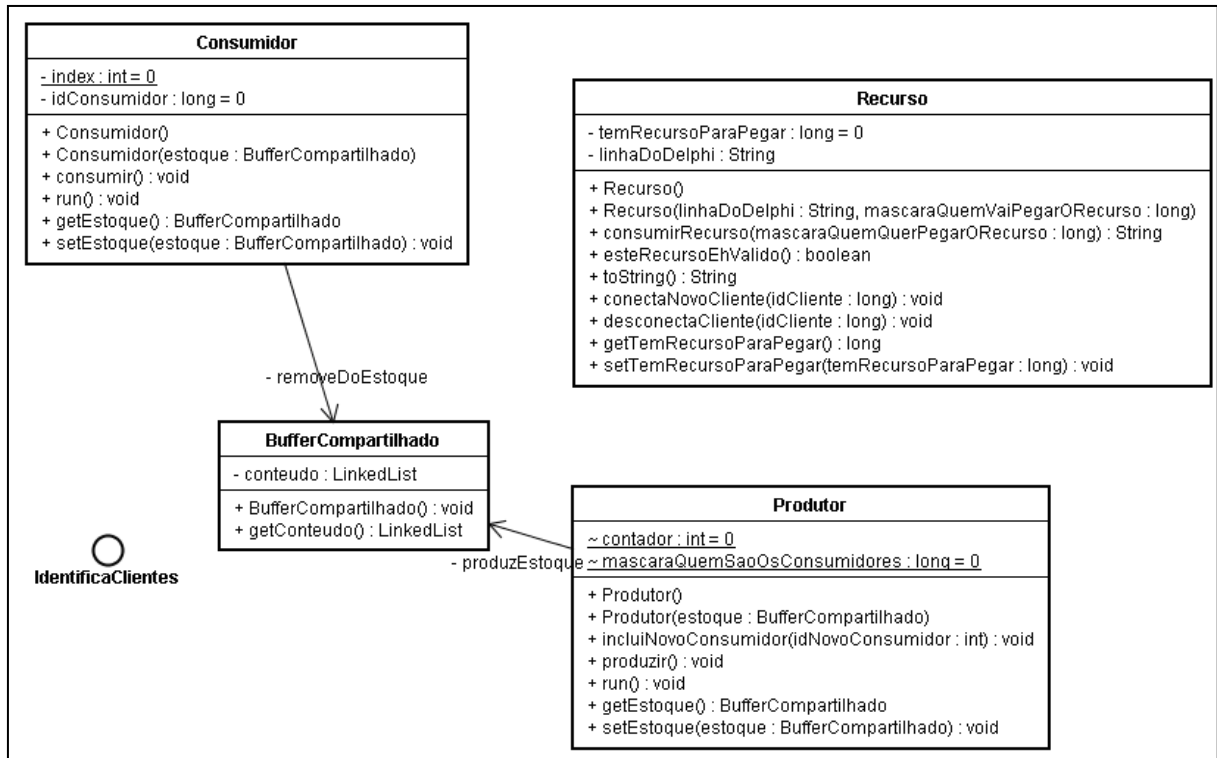 Consumidor
- index : int = 0
- idConsumidor : long = 0
+ Consumidor()
+ Consumidor(estoque : BufferCompartilhado)
+ consumir() : void
+ run() : void
+ getEstoque() : BufferCompartilhado
+ setEstoque(estoque : BufferCompartilhado) : void
Recurso
- temRecursoParaPegar : long = 0
- linhaDoDelphi : String
+ Recurso()
+ Recurso(linhaDoDelphi : String, mascaraQuemVaiPegarORecurso : long)
+ consumirRecurso(mascaraQuemQuerPegarORecurso : long) : String
+ esteRecursoEhValido() : boolean
+ toString() : String
+ conectaNovoCliente(idCliente : long) : void
+ desconectaCliente(idCliente : long) : void
+ getTemRecursoParaPegar() : long
+ setTemRecursoParaPegar(temRecursoParaPegar : long) : void
- removeDoEstoque
BufferCompartilhado
- conteudo : LinkedList
+ BufferCompartilhado() : void
+ getConteudo() : LinkedList
IdentificaClientes
- produzEstoque
Produtor
~ contador : int = 0
~ mascaraQuemSaoOsConsumidores : long = 0
+ Produtor()
+ Produtor(estoque : BufferCompartilhado)
+ incluiNovoConsumidor(idNovoConsumidor : int) : void
+ produzir() : void
+ run() : void
+ getEstoque() : BufferCompartilhado
+ setEstoque(estoque : BufferCompartilhado) : void